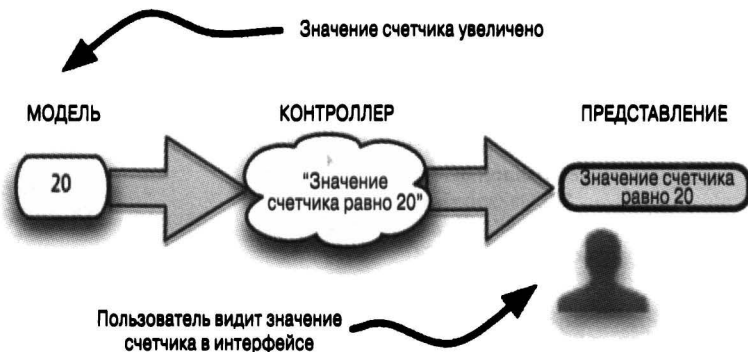 Значение счетчика увеличено
МОДЕЛЬ
КОНТРОЛЛЕР
ПРЕДСТАВЛЕНИЕ
20
“Значение
счетчика равно 20”
Значение счетчика
равно 20
Пользователь видит значение
счетчика в интерфейсе